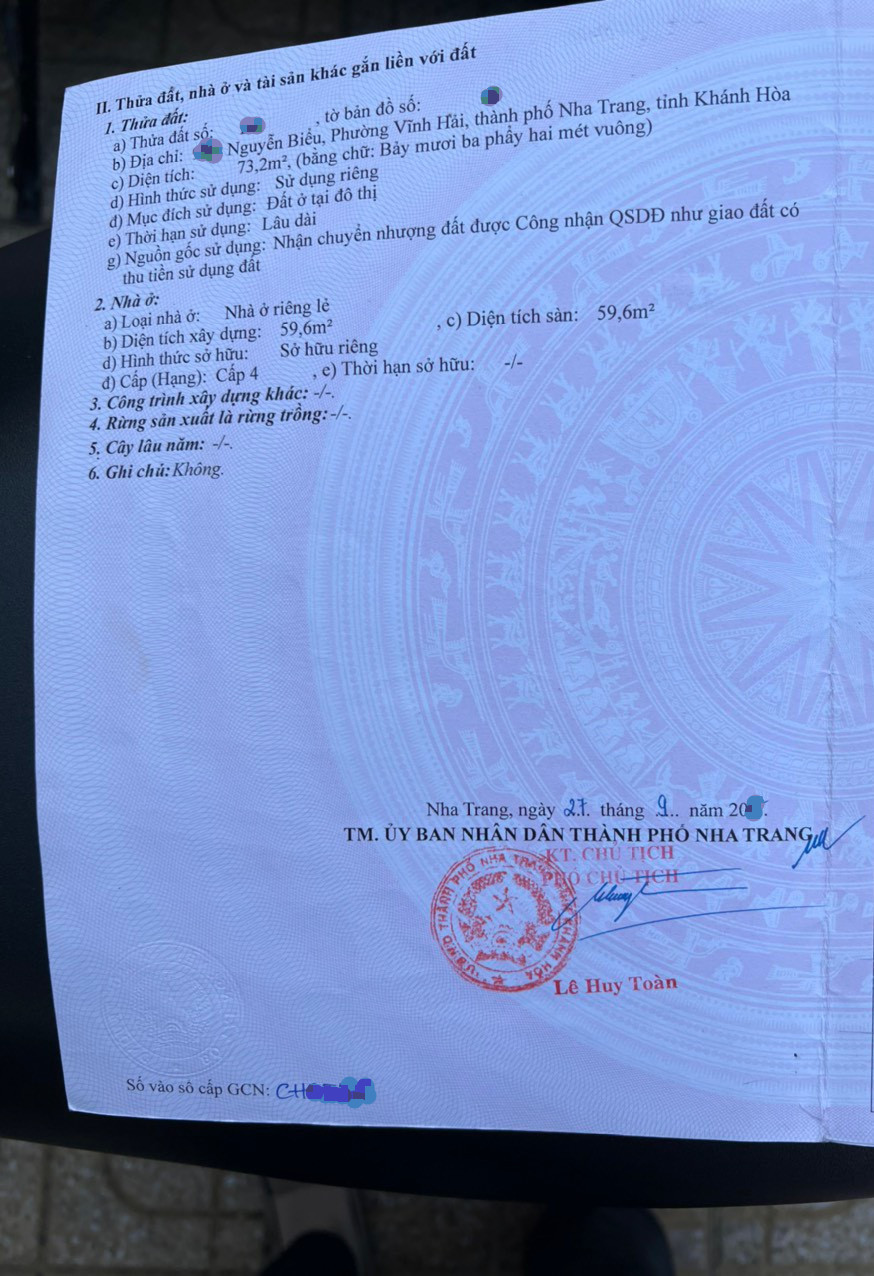 II. Thửa đất, nhà ở và tài sản khác gắn liền với đất
1. Thửa đất:
a) Thửa đất số: , tờ bản đồ số:
b) Địa chỉ: Nguyễn Biểu, Phường Vĩnh Hải, thành phố Nha Trang, tỉnh Khánh Hòa
c) Diện tích: 73,2m², (bằng chữ: Bảy mươi ba phẩy hai mét vuông)
d) Hình thức sử dụng: Sử dụng riêng
đ) Mục đích sử dụng: Đất ở tại đô thị
e) Thời hạn sử dụng: Lâu dài
g) Nguồn gốc sử dụng: Nhận chuyển nhượng đất được Công nhận QSDĐ như giao đất có
thu tiền sử dụng đất
2. Nhà ở:
a) Loại nhà ở: Nhà ở riêng lẻ
b) Diện tích xây dựng: 59,6m² , c) Diện tích sàn: 59,6m²
d) Hình thức sở hữu: Sở hữu riêng
đ) Cấp (Hạng): Cấp 4 , e) Thời hạn sở hữu: -/-
3. Công trình xây dựng khác: -/-.
4. Rừng sản xuất là rừng trồng: -/-.
5. Cây lâu năm: -/-.
6. Ghi chú: Không.
Nha Trang, ngày 27. tháng 9.. năm 20
TM. ỦY BAN NHÂN DÂN THÀNH PHỐ NHA TRANG
KT. CHỦ TỊCH
PHÓ CHỦ TỊCH
U.B.N.D THÀNH PHỐ NHA TRANG T. KHÁNH HÒA
Lê Huy Toàn
Số vào sổ cấp GCN: CH